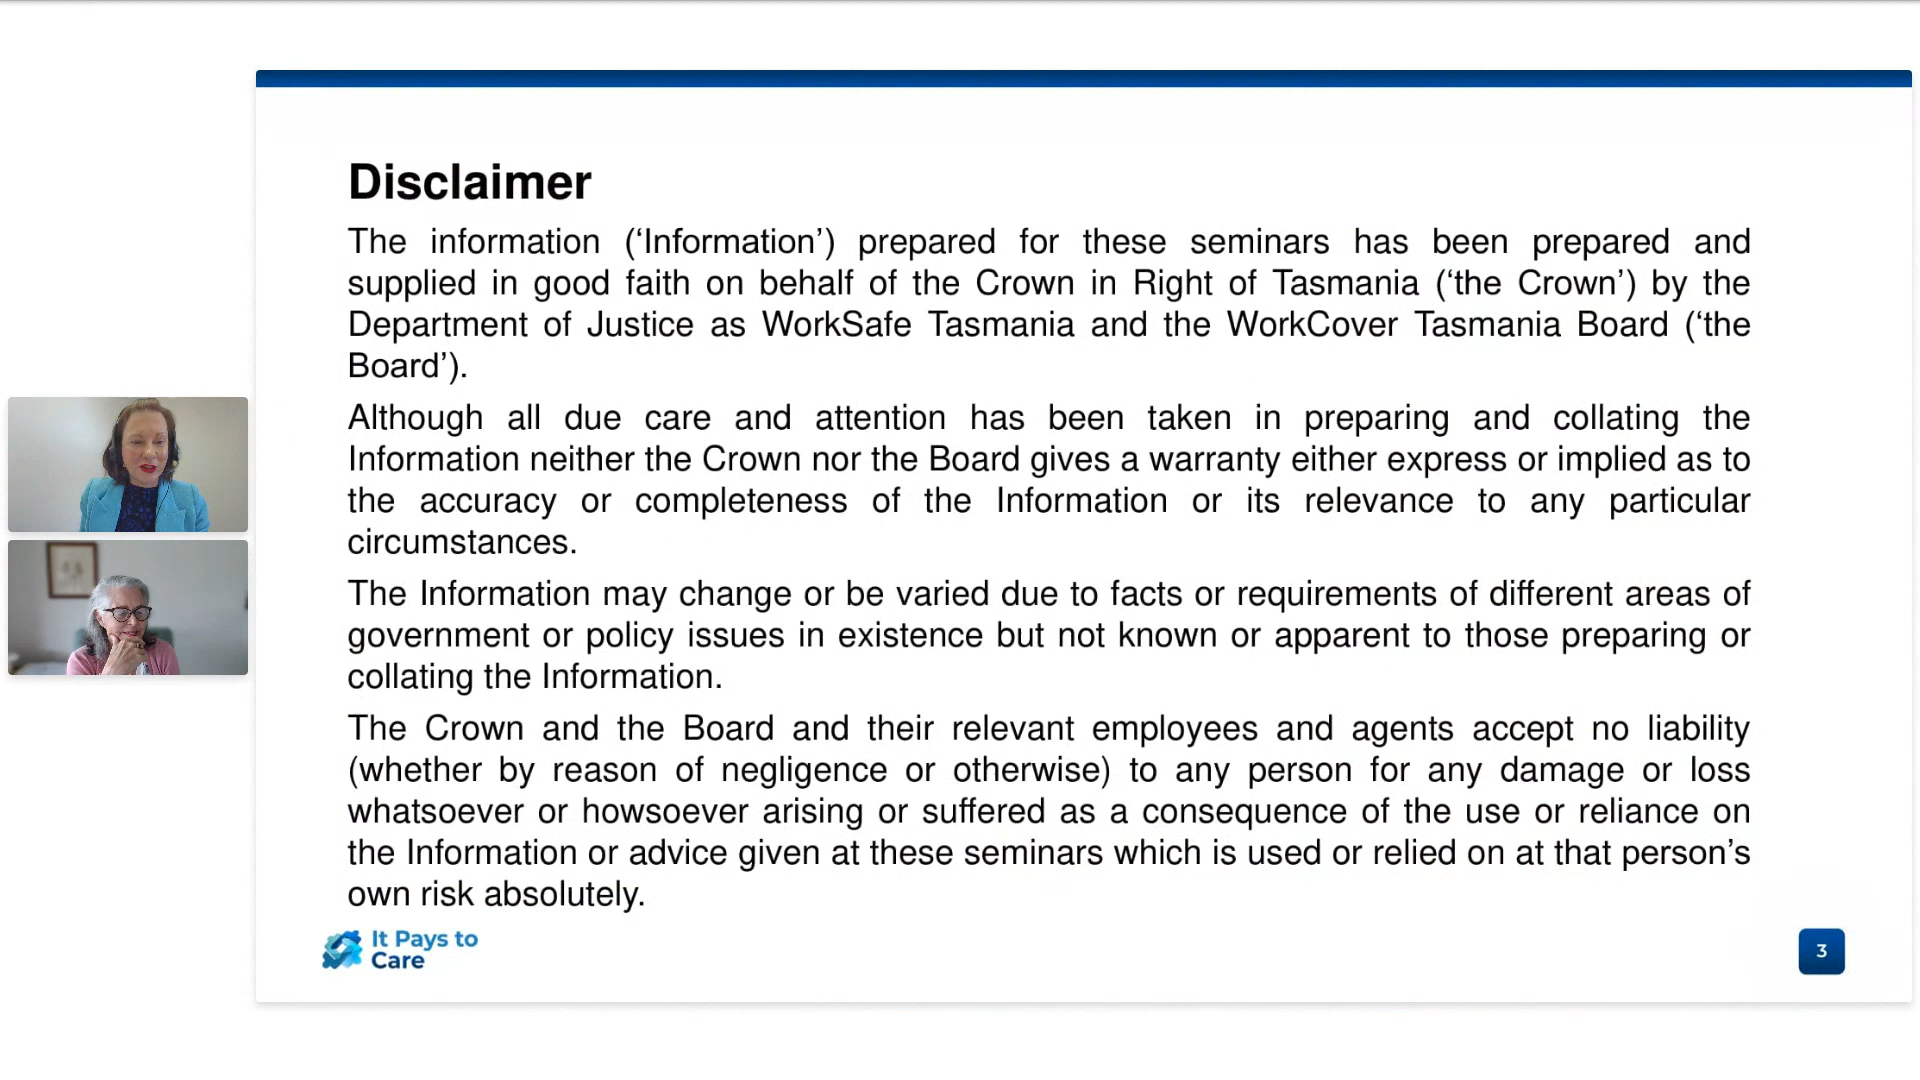 Disclaimer
The information (‘Information’) prepared for these seminars has been prepared and
supplied in good faith on behalf of the Crown in Right of Tasmania (‘the Crown’) by the
Department of Justice as WorkSafe Tasmania and the WorkCover Tasmania Board (‘the
Board’).
Although all due care and attention has been taken in preparing and collating the
Information neither the Crown nor the Board gives a warranty either express or implied as to
the accuracy or completeness of the Information or its relevance to any particular
circumstances.
The Information may change or be varied due to facts or requirements of different areas of
government or policy issues in existence but not known or apparent to those preparing or
collating the Information.
The Crown and the Board and their relevant employees and agents accept no liability
(whether by reason of negligence or otherwise) to any person for any damage or loss
whatsoever or howsoever arising or suffered as a consequence of the use or reliance on
the Information or advice given at these seminars which is used or relied on at that person’s
own risk absolutely.
It Pays to
Care
3